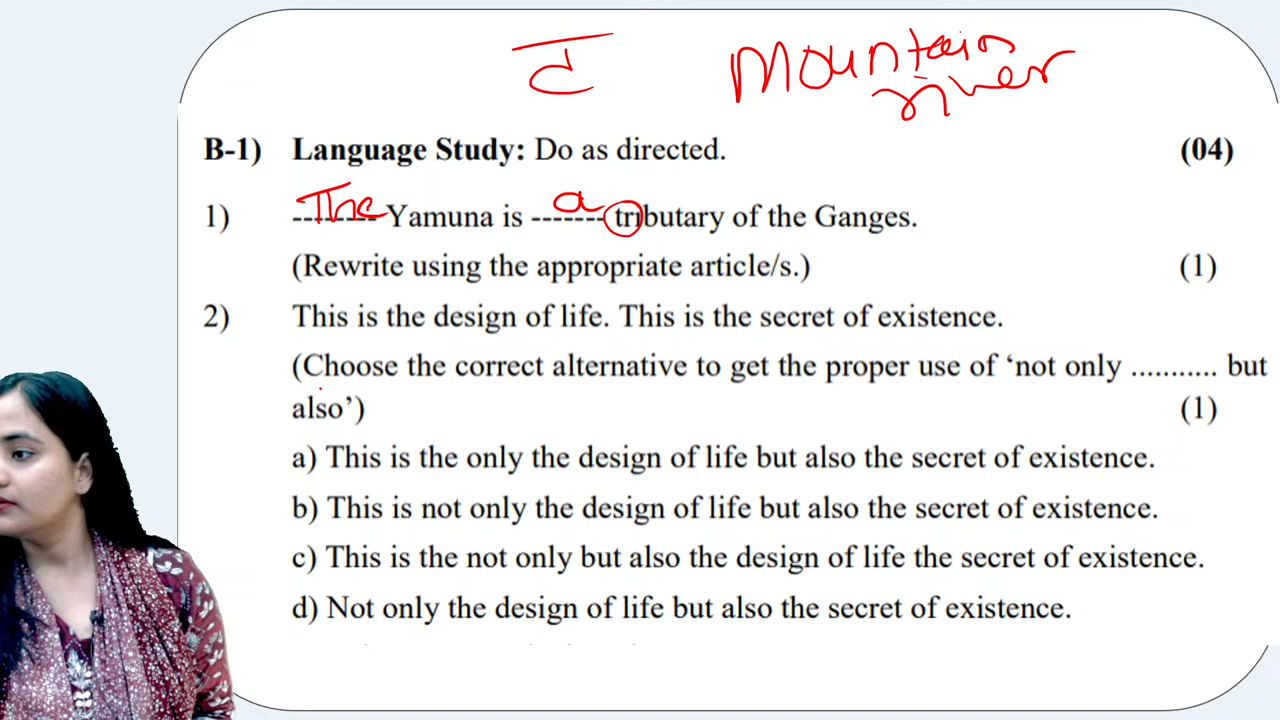 ट Mountain
river
B-1) Language Study: Do as directed. (04)
1) The Yamuna is a tributary of the Ganges.
(Rewrite using the appropriate article/s.) (1)
2) This is the design of life. This is the secret of existence.
(Choose the correct alternative to get the proper use of ‘not only ........... but
also’) (1)
a) This is the only the design of life but also the secret of existence.
b) This is not only the design of life but also the secret of existence.
c) This is the not only but also the design of life the secret of existence.
d) Not only the design of life but also the secret of existence.